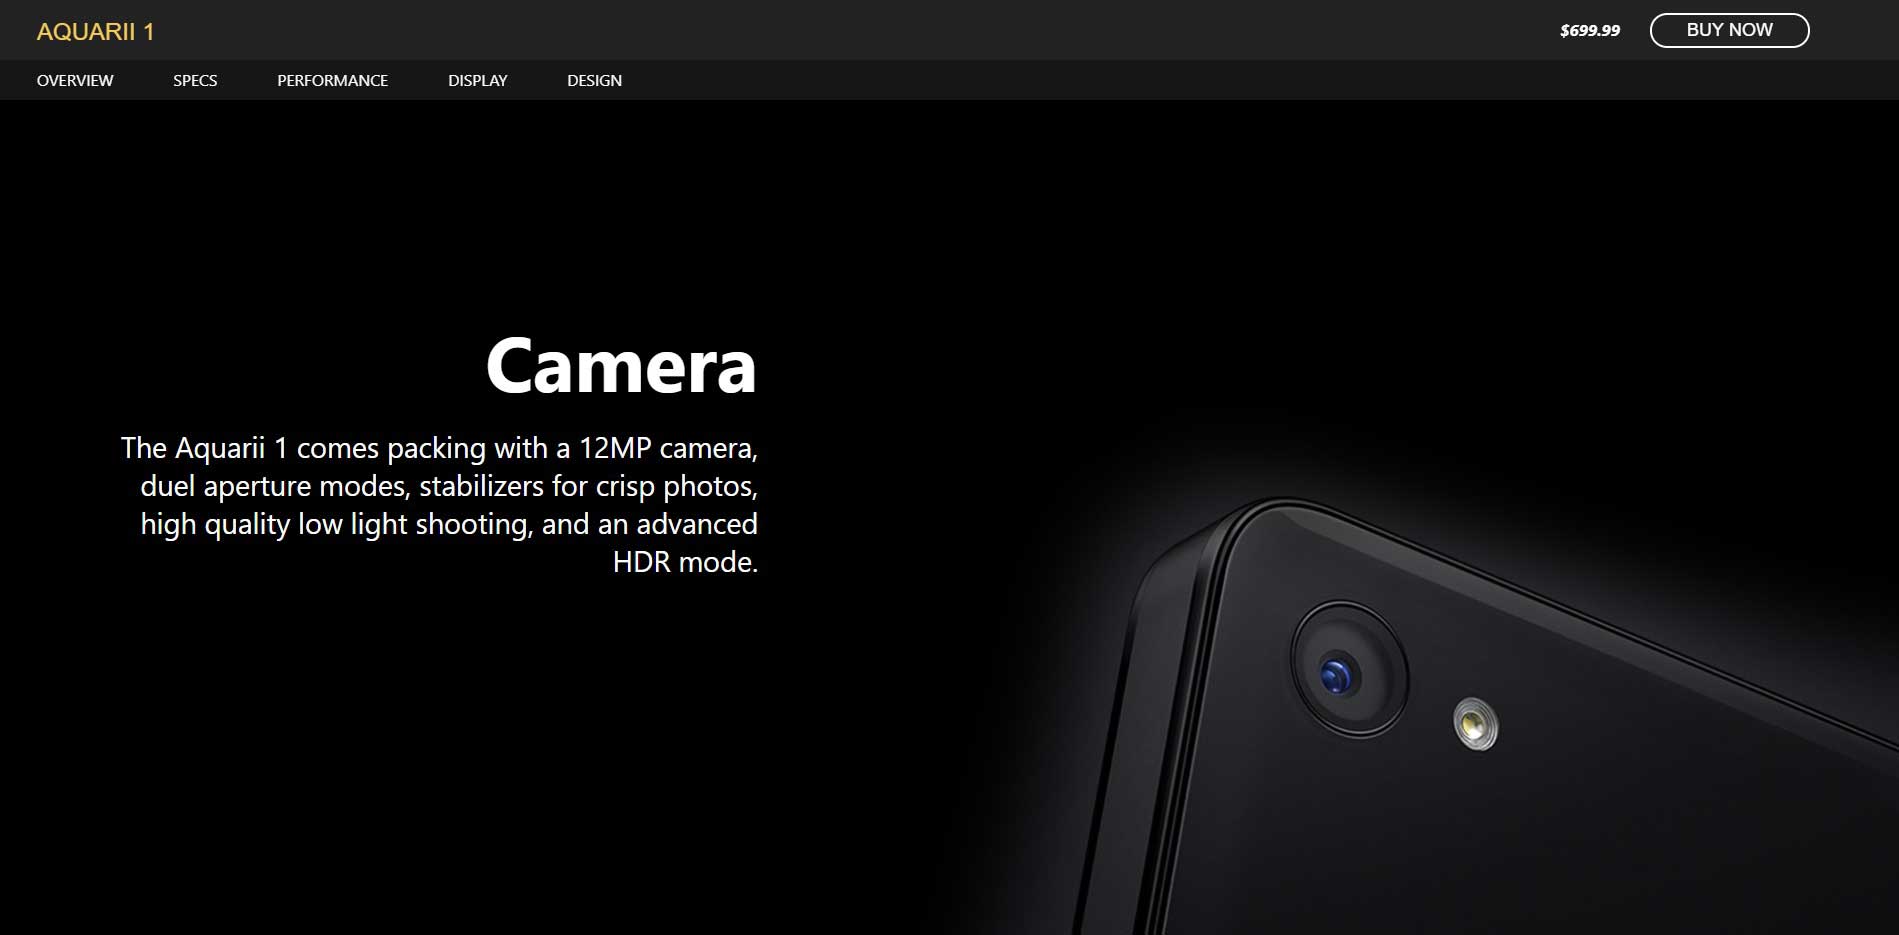 AQUARII 1
$699.99
BUY NOW
OVERVIEW SPECS PERFORMANCE DISPLAY DESIGN
Camera
The Aquarii 1 comes packing with a 12MP camera,
duel aperture modes, stabilizers for crisp photos,
high quality low light shooting, and an advanced
HDR mode.